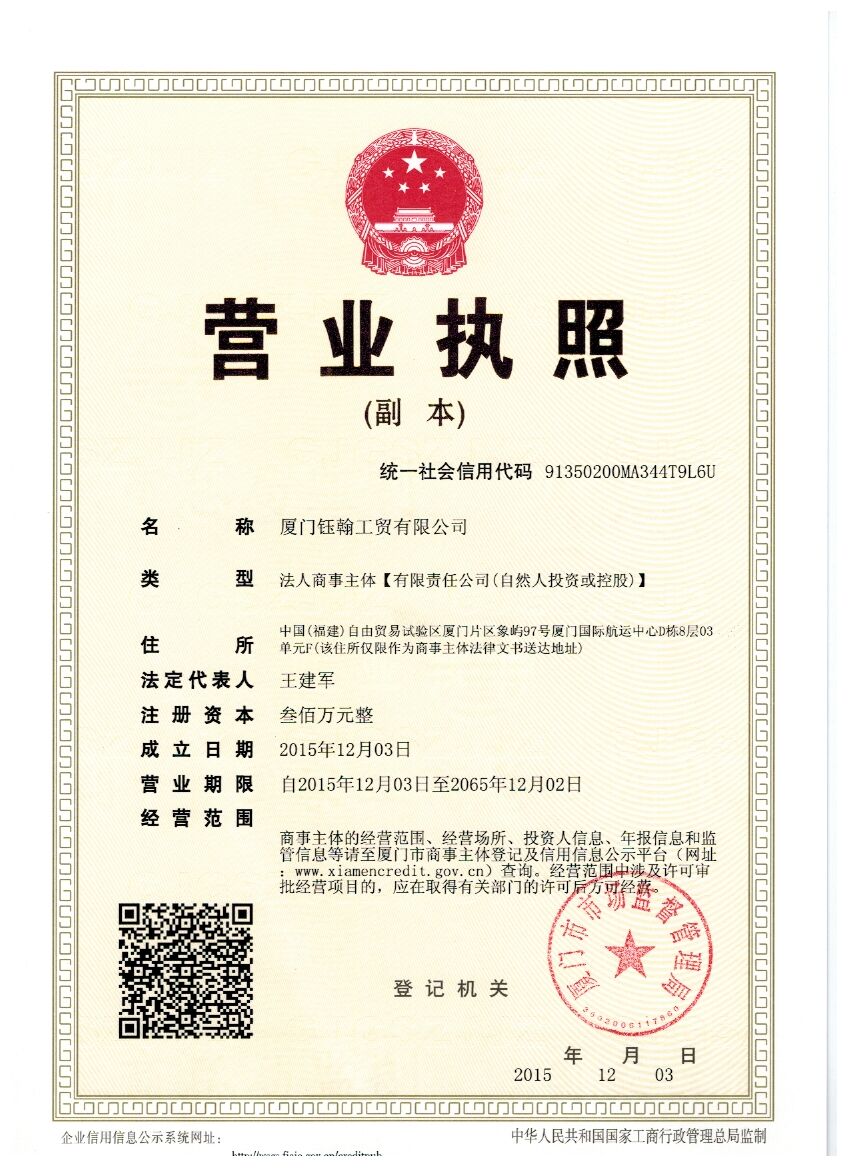 营业执照
(副 本)
统一社会信用代码 91350200MA344T9L6U
名 称 厦门钰翰工贸有限公司
类 型 法人商事主体【有限责任公司(自然人投资或控股)】
住 所 中国(福建)自由贸易试验区厦门片区象屿97号厦门国际航运中心D栋8层03
单元F(该住所仅限作为商事主体法律文书送达地址)
法定代表人 王建军
注册资本 叁佰万元整
成立日期 2015年12月03日
营业期限 自2015年12月03日至2065年12月02日
经营范围
商事主体的经营范围、经营场所、投资人信息、年报信息和监
管信息等请至厦门市商事主体登记及信用信息公示平台（网址
：www.xiamencredit.gov.cn）查询。经营范围中涉及许可审
批经营项目的，应在取得有关部门的许可后方可经营。
厦门市市场监督管理局
登记机关
年 月 日
2015 12 03
企业信用信息公示系统网址：
中华人民共和国国家工商行政管理总局监制